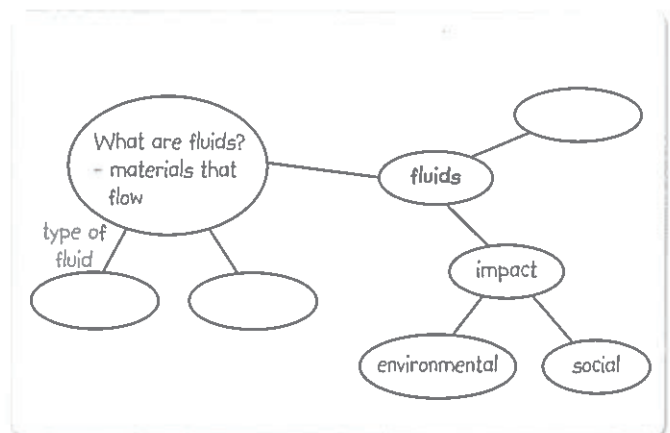 What are fluids?
- materials that
flow
fluids
type of
fluid
impact
environmental
social